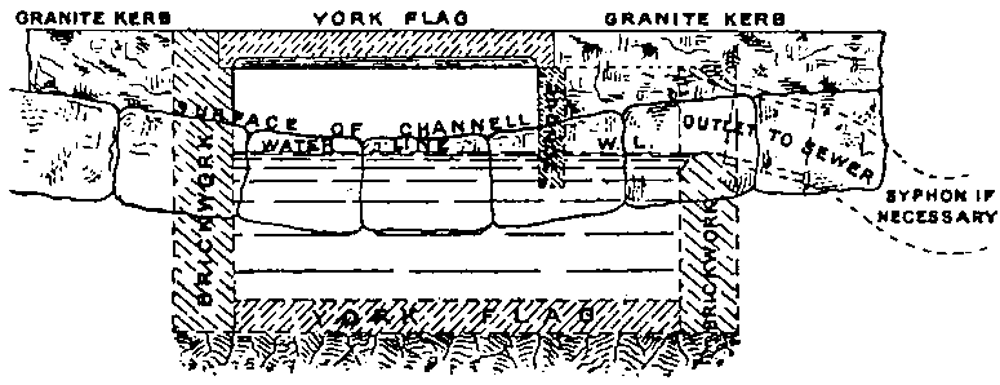 GRANITE KERB
YORK FLAG
GRANITE KERB
SURFACE OF CHANNELL
WATER LINE
W. L.
OUTLET TO SEWER
BRICKWORK
TONGUE
BRICKWORK
SYPHON IF
NECESSARY
YORK FLAG